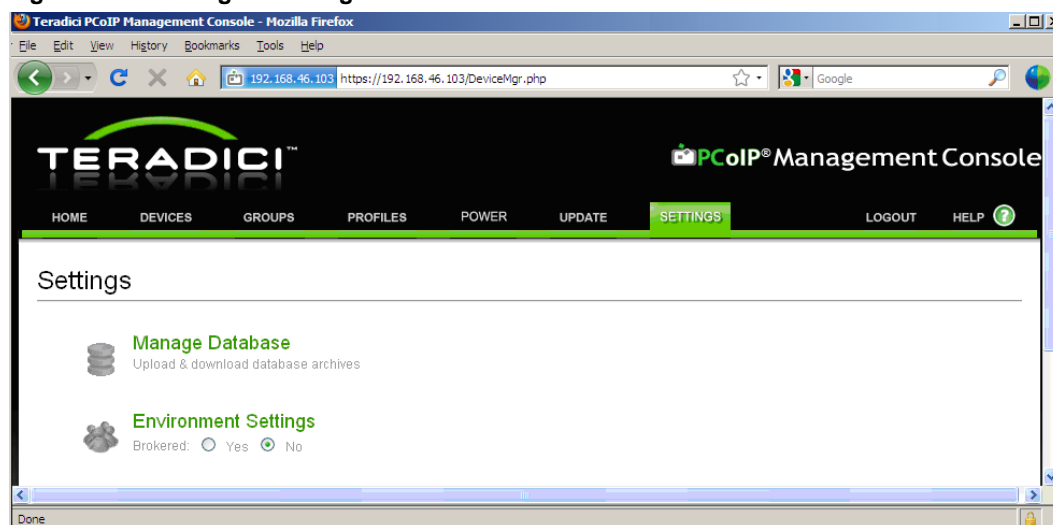 Teradici PCoIP Management Console - Mozilla Firefox
File Edit View History Bookmarks Tools Help
192.168.46.103 https://192.168.46.103/DeviceMgr.php Google
TERADICI™
PCoIP® Management Console
HOME DEVICES GROUPS PROFILES POWER UPDATE SETTINGS LOGOUT HELP ?
Settings
Manage Database
Upload & download database archives
Environment Settings
Brokered: Yes No
Done